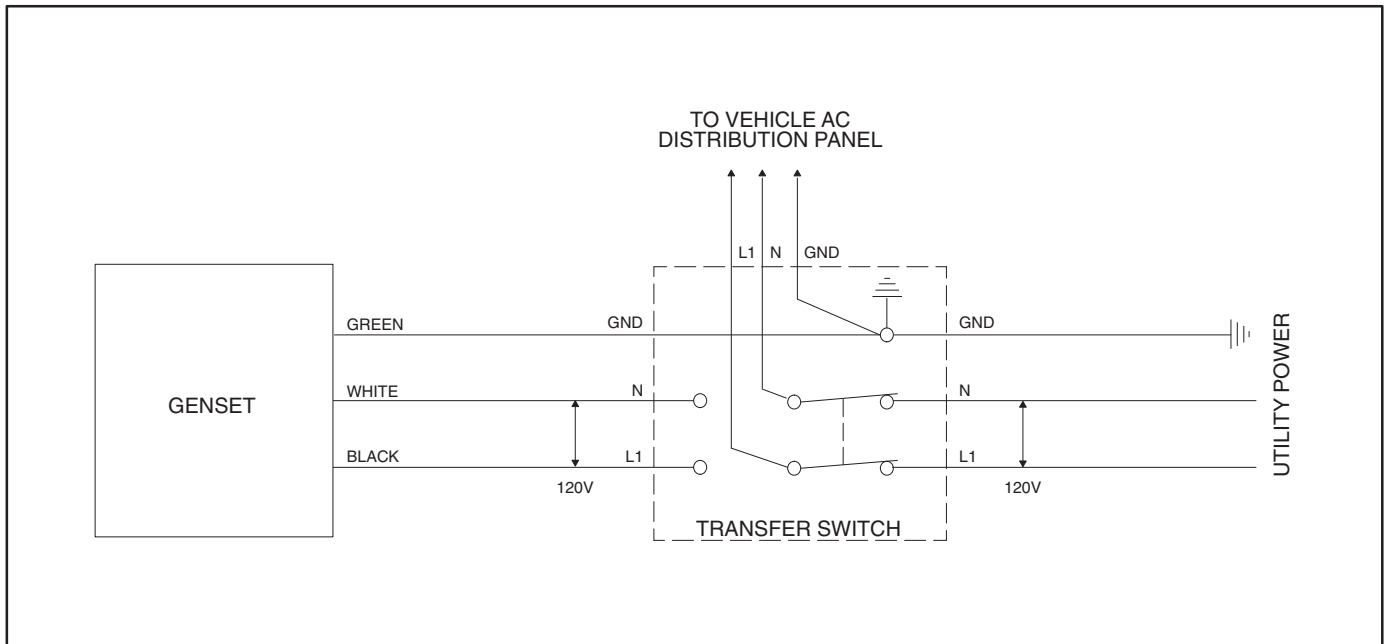 TO VEHICLE AC
DISTRIBUTION PANEL
L1 N GND
GREEN GND GND
GENSET
WHITE N N
BLACK L1 L1
120V 120V
TRANSFER SWITCH
UTILITY POWER